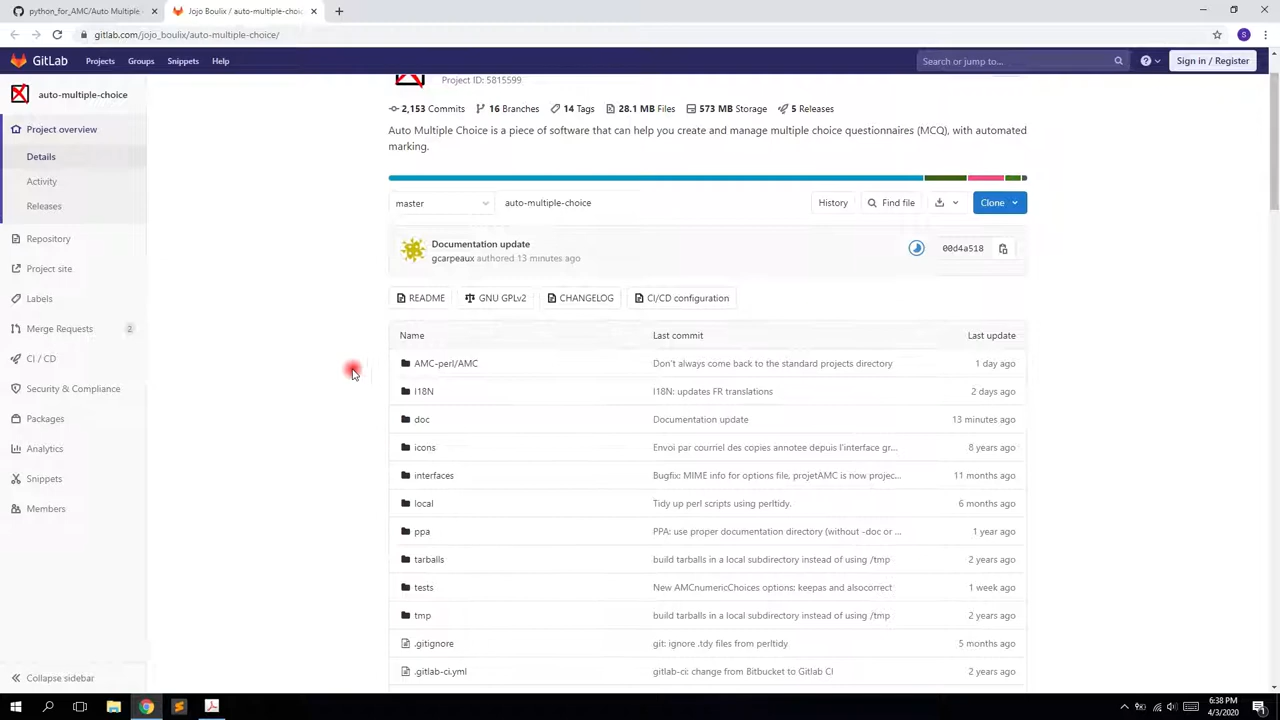 python_for_AMC/Auto Multiple
Jojo Boulix / auto-multiple-choi
gitlab.com/jojo_boulix/auto-multiple-choice/
S
GitLab
Projects
Groups
Snippets
Help
Search or jump to...
Sign in / Register
auto-multiple-choice
Project ID: 5815599
2,153 Commits
16 Branches
14 Tags
28.1 MB Files
573 MB Storage
5 Releases
Auto Multiple Choice is a piece of software that can help you create and manage multiple choice questionnaires (MCQ), with automated
marking.
Project overview
Details
Activity
Releases
Repository
Project site
Labels
Merge Requests 2
CI / CD
Security & Compliance
Packages
Analytics
Snippets
Members
Collapse sidebar
master
auto-multiple-choice
History
Find file
Clone
Documentation update
gcarpeaux authored 13 minutes ago
00d4a518
README
GNU GPLv2
CHANGELOG
CI/CD configuration
Name Last commit Last update
AMC-perl/AMC Don't always come back to the standard projects directory 1 day ago
I18N I18N: updates FR translations 2 days ago
doc Documentation update 13 minutes ago
icons Envoi par courriel des copies annotee depuis l'interface gr... 8 years ago
interfaces Bugfix: MIME info for options file, projetAMC is now projec... 11 months ago
local Tidy up perl scripts using perltidy. 6 months ago
ppa PPA: use proper documentation directory (without -doc or ... 1 year ago
tarballs build tarballs in a local subdirectory instead of using /tmp 2 years ago
tests New AMCnumericChoices options: keepas and alsocorrect 1 week ago
tmp build tarballs in a local subdirectory instead of using /tmp 2 years ago
.gitignore git: ignore .tdy files from perltidy 5 months ago
.gitlab-ci.yml gitlab-ci: change from Bitbucket to Gitlab CI 2 years ago
6:38 PM
4/3/2020